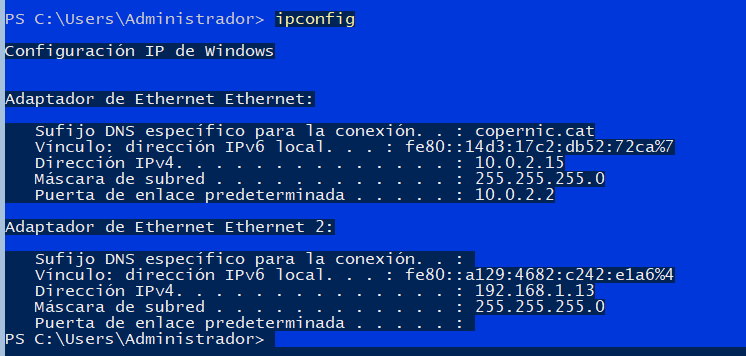 PS C:\Users\Administrador> ipconfig
Configuración IP de Windows
Adaptador de Ethernet Ethernet:
Sufijo DNS específico para la conexión. . : copernic.cat
Vínculo: dirección IPv6 local. . . : fe80::14d3:17c2:db52:72ca%7
Dirección IPv4. . . . . . . . . . . . . . : 10.0.2.15
Máscara de subred . . . . . . . . . . . . : 255.255.255.0
Puerta de enlace predeterminada . . . . . : 10.0.2.2
Adaptador de Ethernet Ethernet 2:
Sufijo DNS específico para la conexión. . :
Vínculo: dirección IPv6 local. . . : fe80::a129:4682:c242:e1a6%4
Dirección IPv4. . . . . . . . . . . . . . : 192.168.1.13
Máscara de subred . . . . . . . . . . . . : 255.255.255.0
Puerta de enlace predeterminada . . . . . :
PS C:\Users\Administrador>